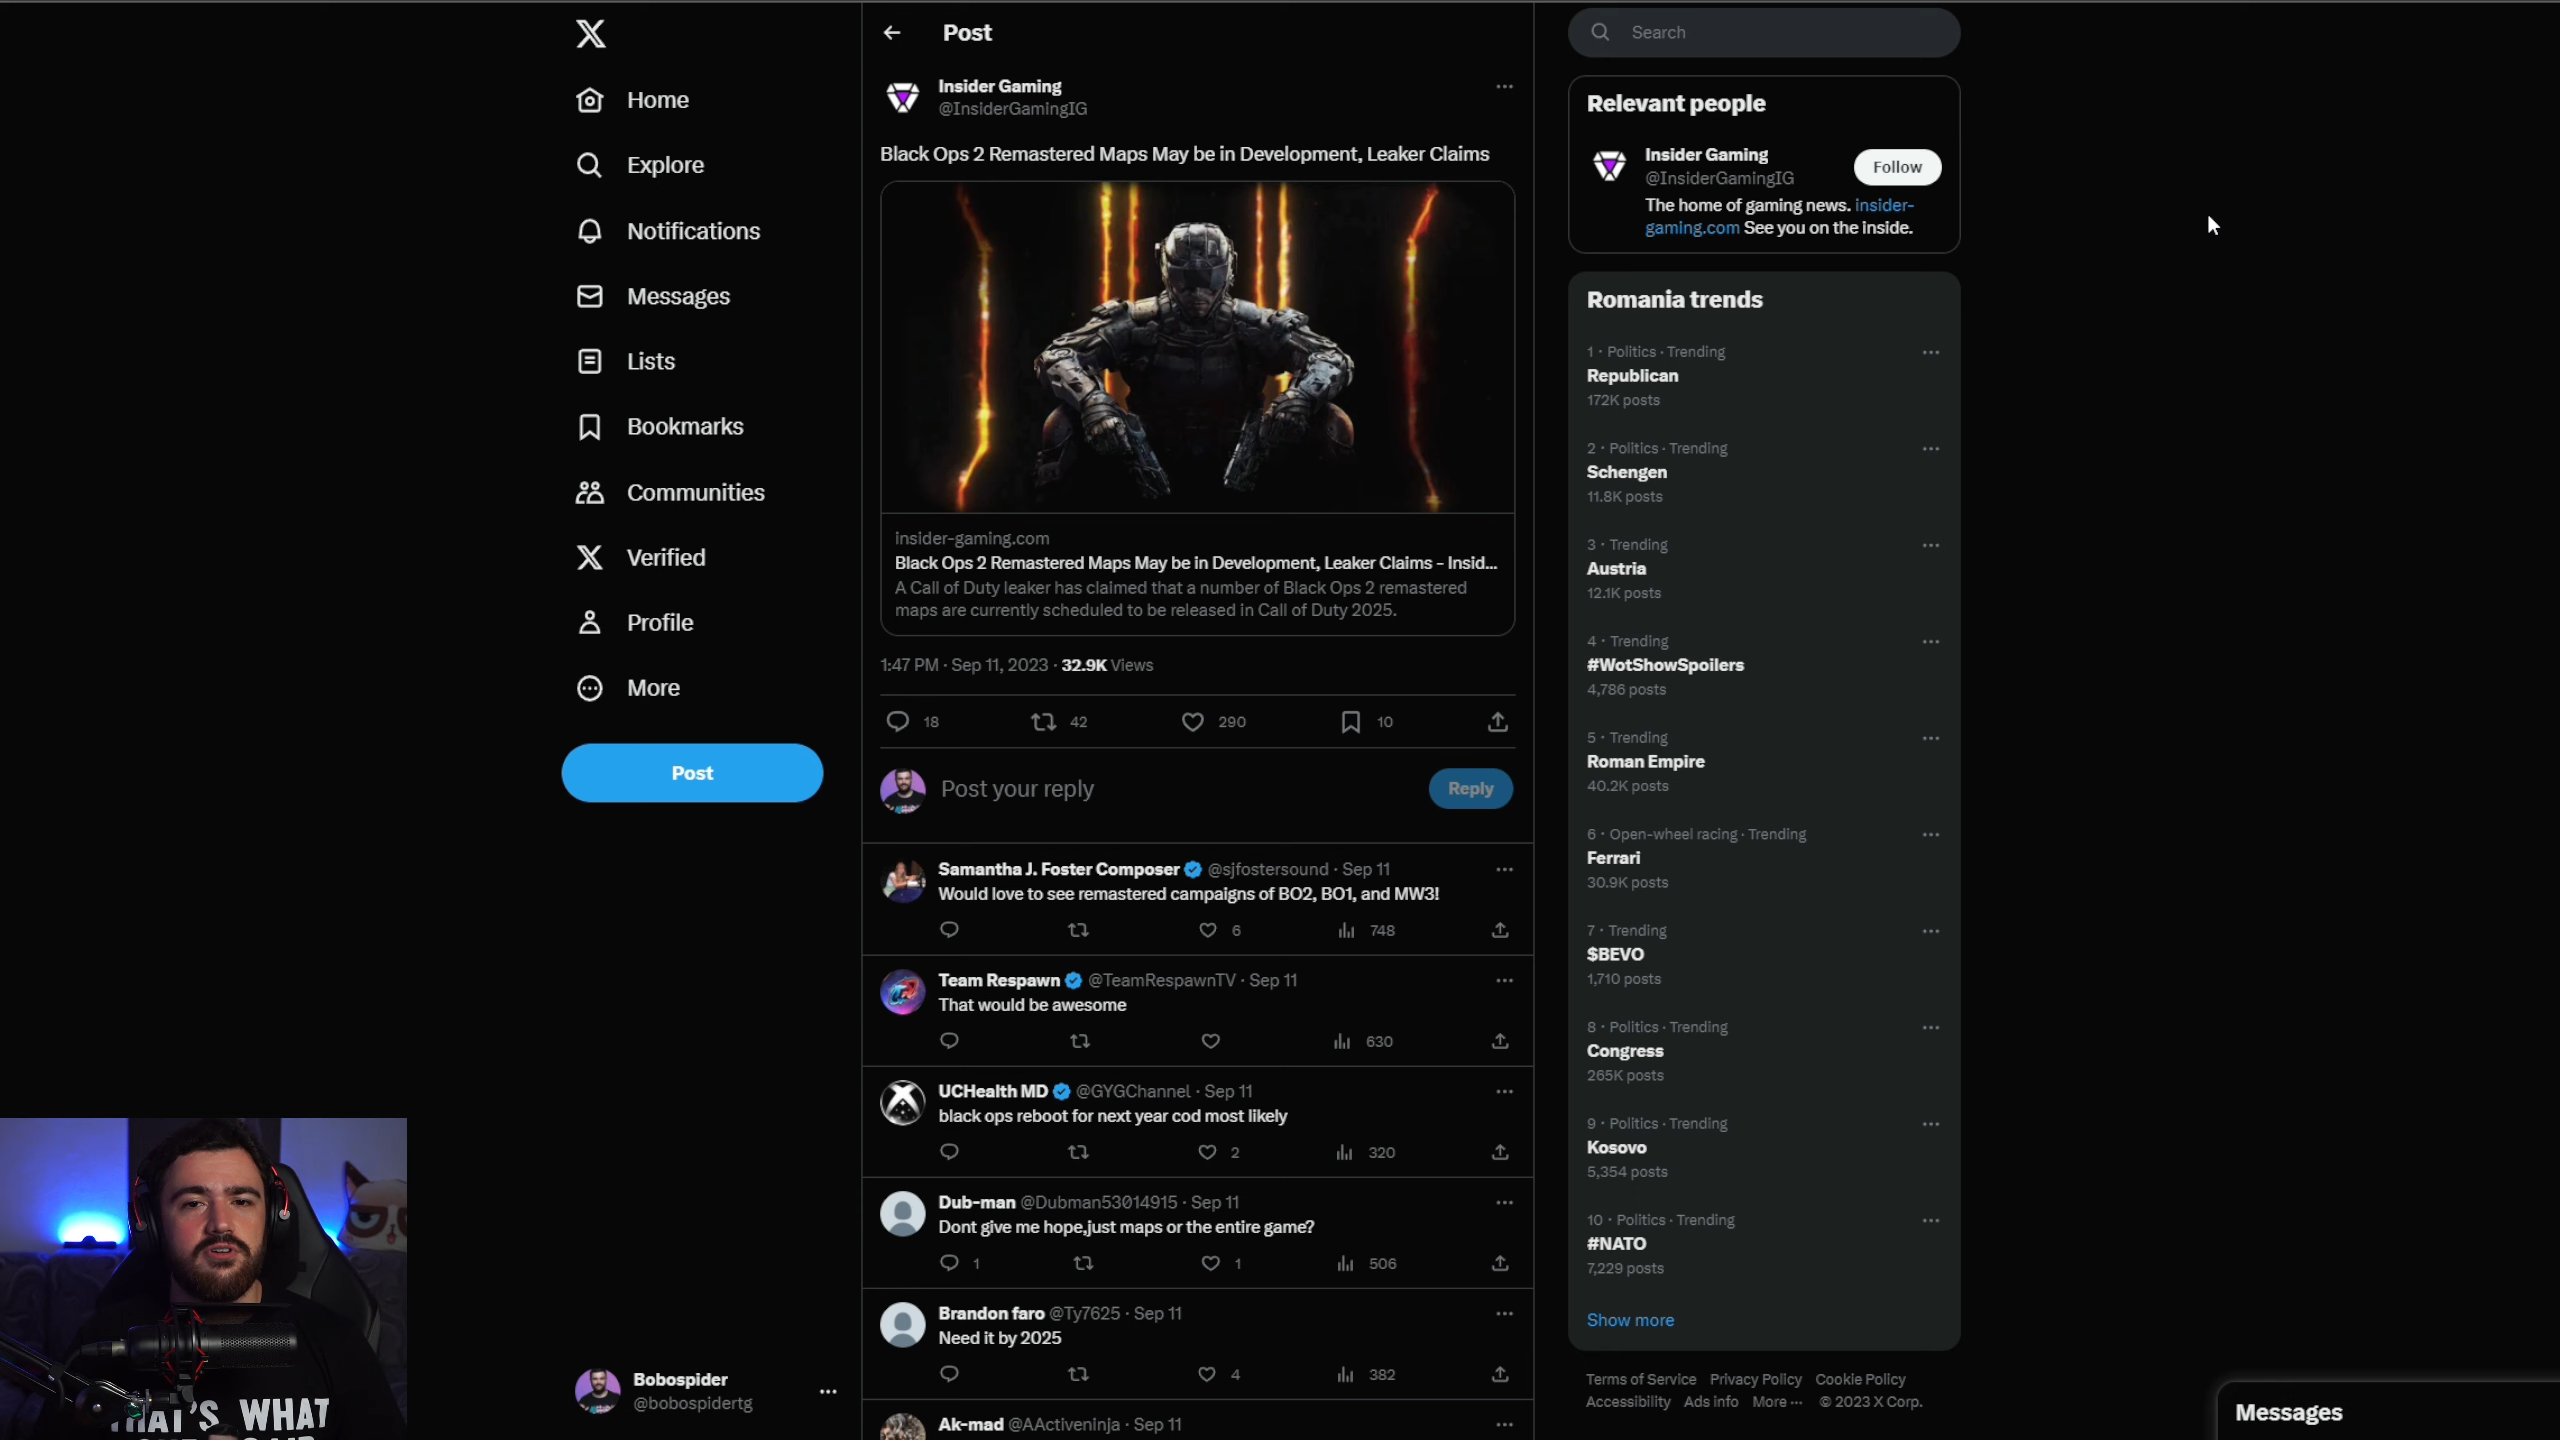 Home
Explore
Notifications
Messages
Lists
Bookmarks
Communities
Verified
Profile
More
Post
Bobospider
@bobospidertg
WHAT
Post
Insider Gaming
@InsiderGamingIG
Black Ops 2 Remastered Maps May be in Development, Leaker Claims
insider-gaming.com
Black Ops 2 Remastered Maps May be in Development, Leaker Claims - Insid...
A Call of Duty leaker has claimed that a number of Black Ops 2 remastered
maps are currently scheduled to be released in Call of Duty 2025.
1:47 PM · Sep 11, 2023 · 32.9K Views
18 42 290 10
Post your reply
Reply
Samantha J. Foster Composer @sjfostersound · Sep 11
Would love to see remastered campaigns of BO2, BO1, and MW3!
6 748
Team Respawn @TeamRespawnTV · Sep 11
That would be awesome
630
UCHealth MD @GYGChannel · Sep 11
black ops reboot for next year cod most likely
2 320
Dub-man @Dubman53014915 · Sep 11
Dont give me hope,just maps or the entire game?
1 1 506
Brandon faro @Ty7625 · Sep 11
Need it by 2025
4 382
Ak-mad @AActiveninja · Sep 11
Search
Relevant people
Insider Gaming
@InsiderGamingIG
Follow
The home of gaming news. insider-
gaming.com See you on the inside.
Romania trends
1 · Politics · Trending
Republican
172K posts
2 · Politics · Trending
Schengen
11.8K posts
3 · Trending
Austria
12.1K posts
4 · Trending
#WotShowSpoilers
4,786 posts
5 · Trending
Roman Empire
40.2K posts
6 · Open-wheel racing · Trending
Ferrari
30.9K posts
7 · Trending
$BEVO
1,710 posts
8 · Politics · Trending
Congress
265K posts
9 · Politics · Trending
Kosovo
5,354 posts
10 · Politics · Trending
#NATO
7,229 posts
Show more
Terms of Service Privacy Policy Cookie Policy
Accessibility Ads info More ··· © 2023 X Corp.
Messages